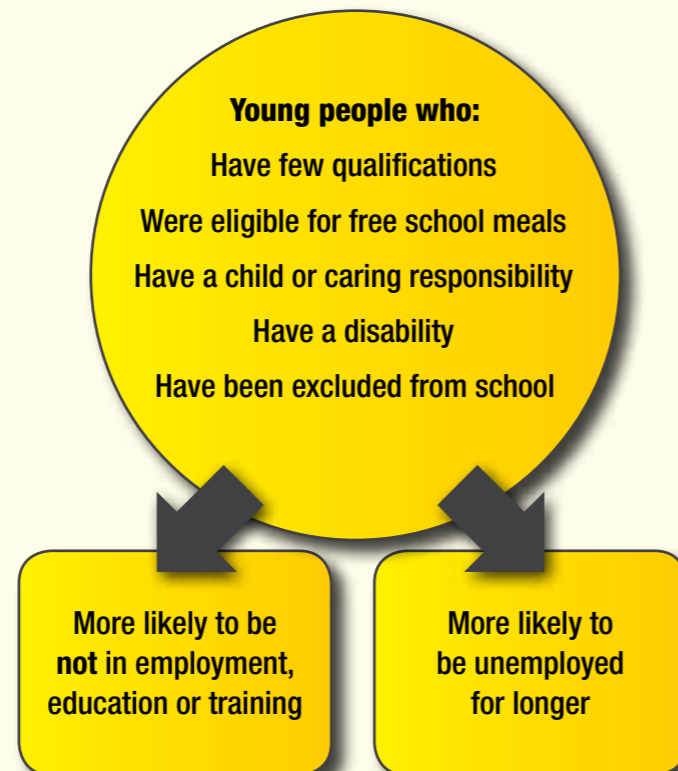 Young people who:
Have few qualifications
Were eligible for free school meals
Have a child or caring responsibility
Have a disability
Have been excluded from school
More likely to be
not in employment,
education or training
More likely to
be unemployed
for longer